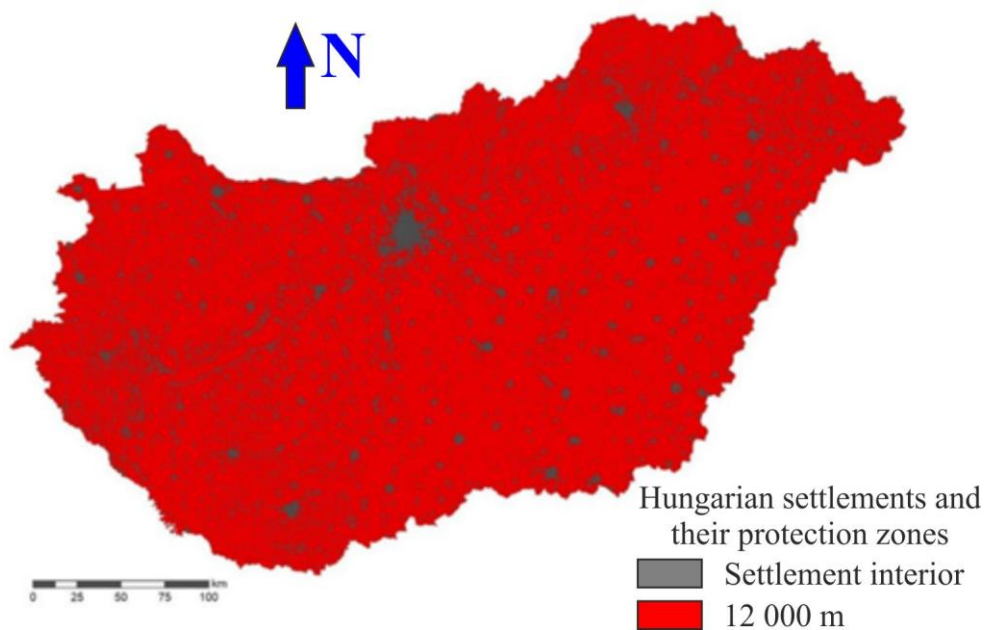 N
Hungarian settlements and
their protection zones
Settlement interior
12 000 m
km
0 25 50 75 100